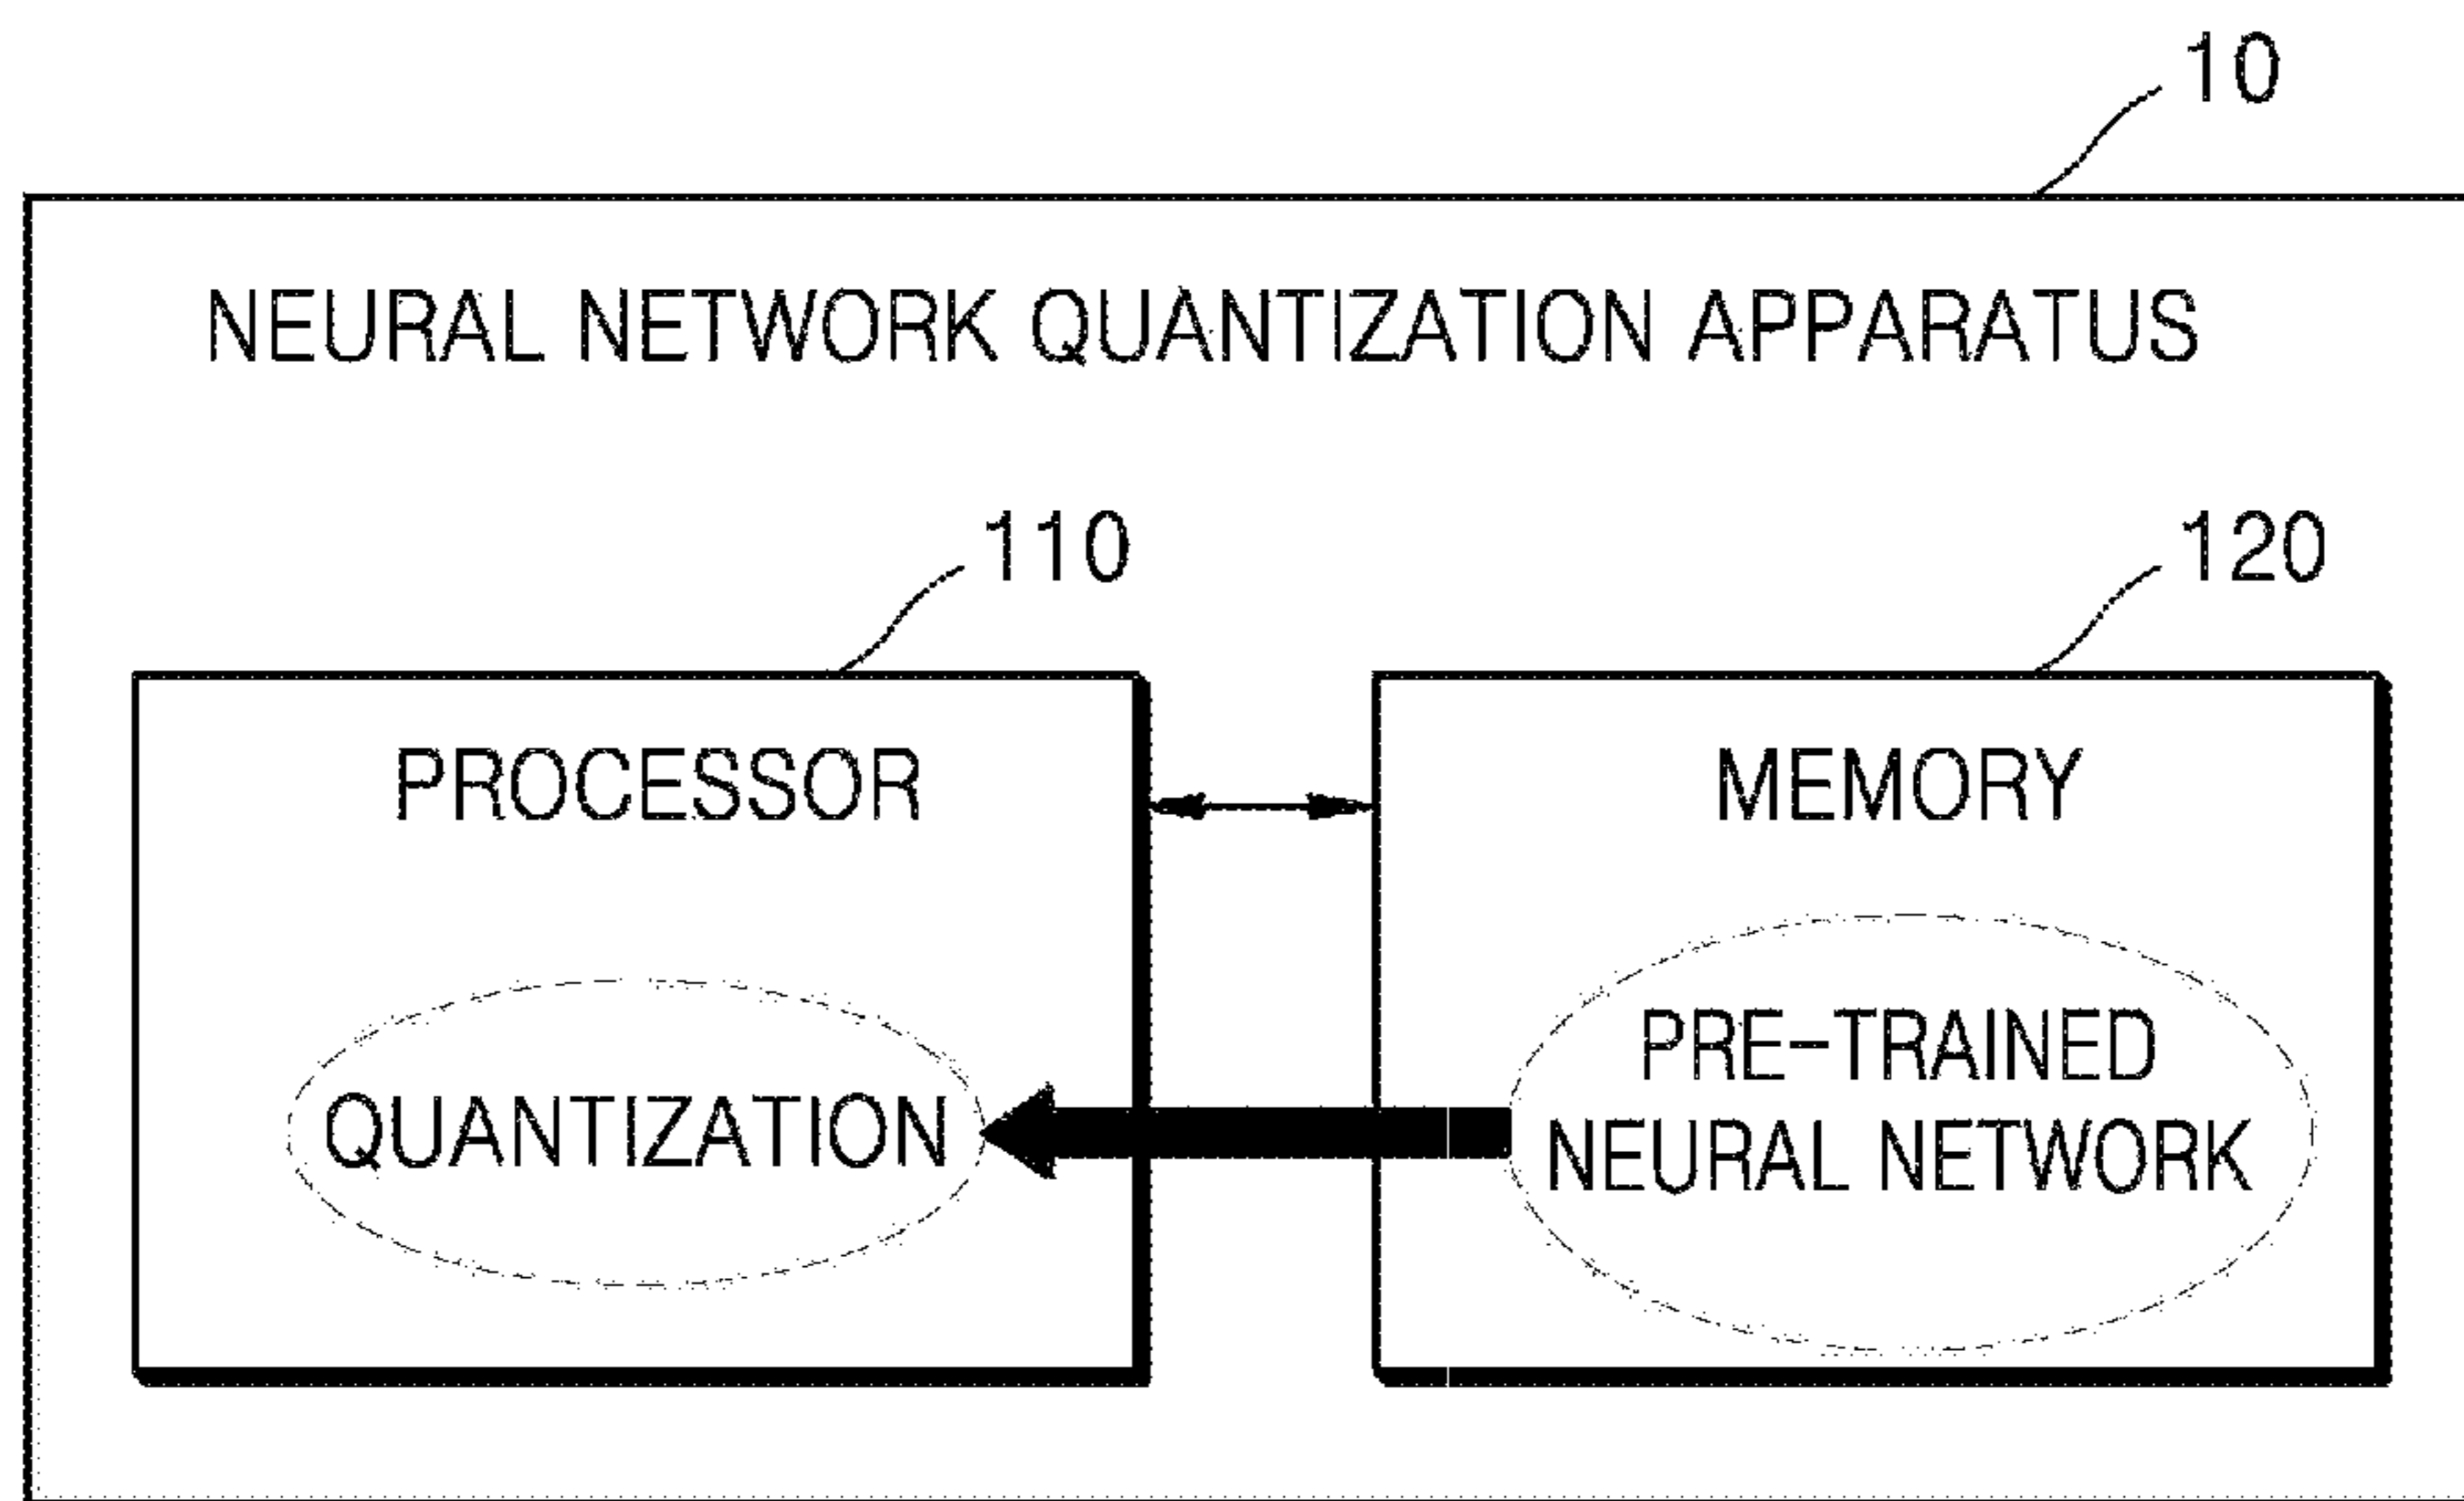 10
NEURAL NETWORK QUANTIZATION APPARATUS
110
120
PROCESSOR
MEMORY
QUANTIZATION
PRE-TRAINED
NEURAL NETWORK